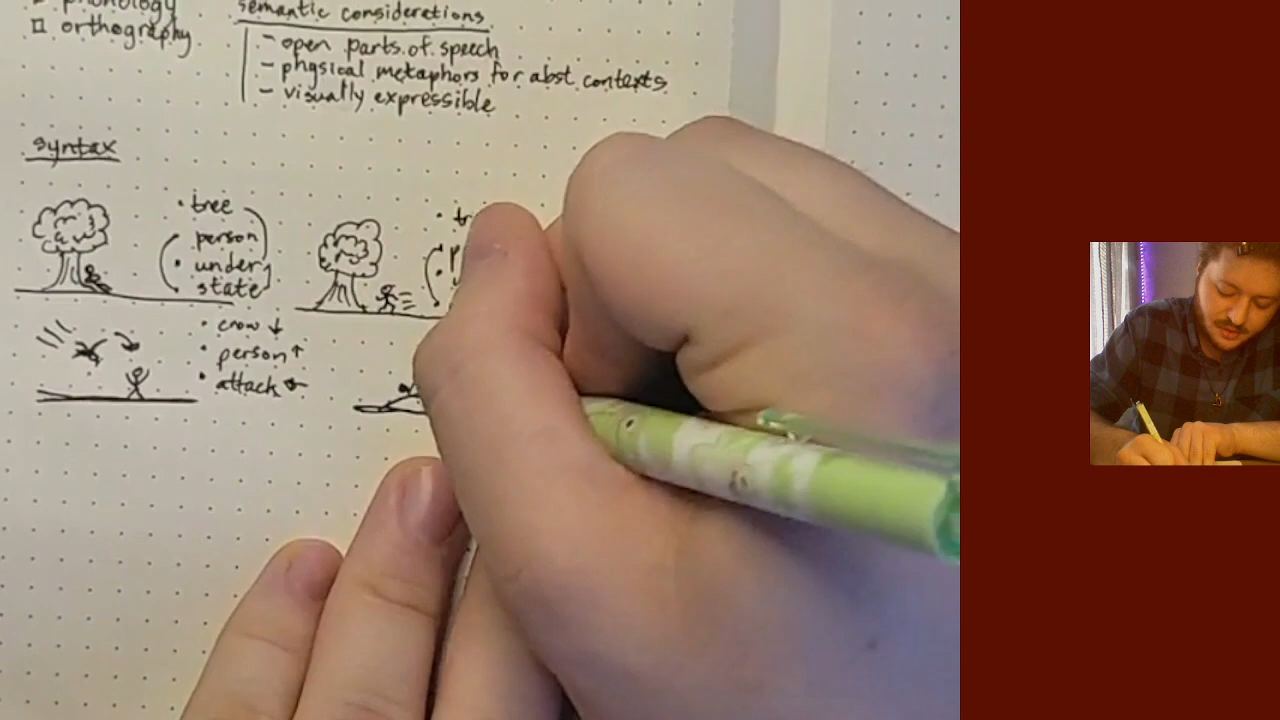 phonology
orthography
semantic considerations
- open parts of speech
- physical metaphors for abst contexts
- visually expressible
syntax
• tree
person
• under
state
• tr
P
• crow ↓
• person ↑
• attack